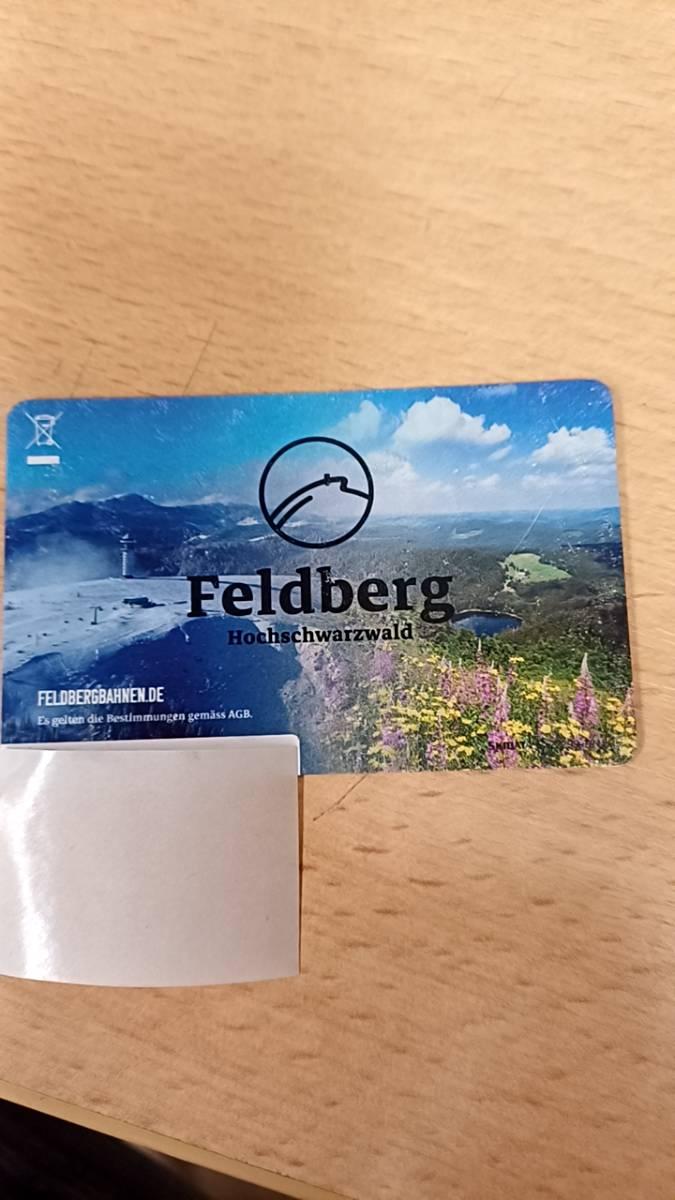 Feldberg
Hochschwarzwald
FELDBERGBAHNEN.DE
Es gelten die Bestimmungen gemäss AGB.